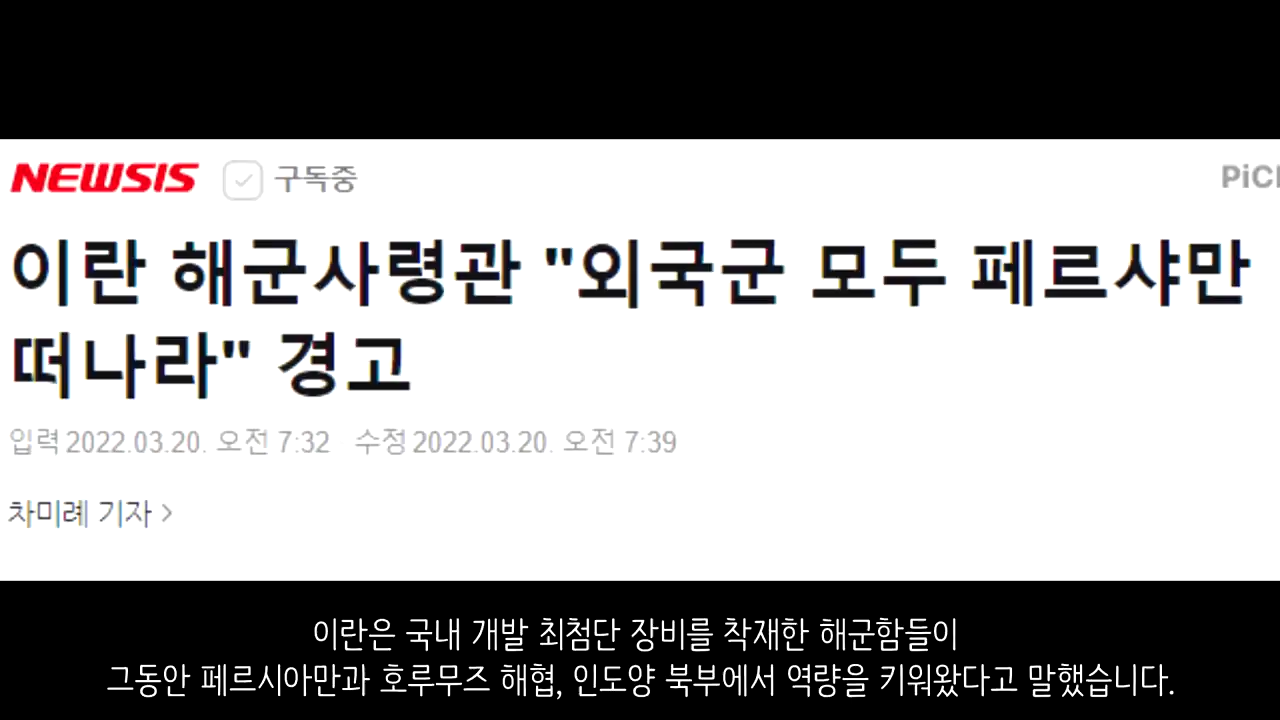 NEWSIS 구독중 PiCK
이란 해군사령관 "외국군 모두 페르샤만
떠나라" 경고
입력 2022.03.20. 오전 7:32 수정 2022.03.20. 오전 7:39
차미례 기자 >
이란은 국내 개발 최첨단 장비를 착재한 해군함들이
그동안 페르시아만과 호루무즈 해협, 인도양 북부에서 역량을 키워왔다고 말했습니다.